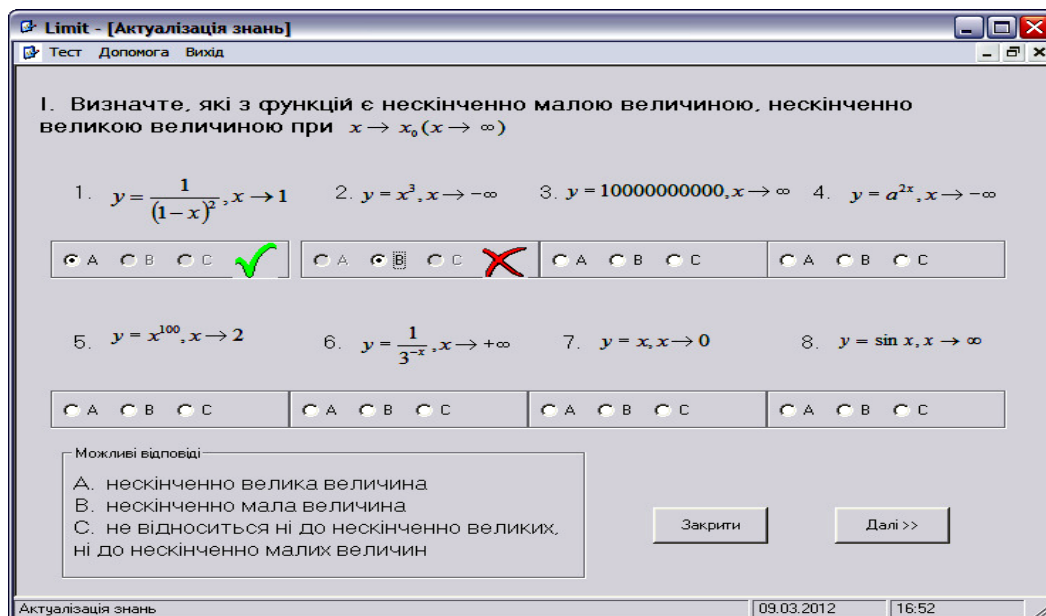 Limit - [Актуалізація знань]
Тест Допомога Вихід
I. Визначте, які з функцій є нескінченно малою величиною, нескінченно
великою величиною при x → x₀ (x → ∞)
1. y = 1/(1 − x)², x → 1 2. y = x³, x → −∞ 3. y = 10000000000, x → ∞ 4. y = a²ˣ, x → −∞
A B C A B C A B C A B C
5. y = x¹⁰⁰, x → 2 6. y = 1/3⁻ˣ, x → +∞ 7. y = x, x → 0 8. y = sin x, x → ∞
A B C A B C A B C A B C
Можливі відповіді
A. нескінченно велика величина
B. нескінченно мала величина
C. не відноситься ні до нескінченно великих,
ні до нескінченно малих величин
Закрити Далі >>
Актуалізація знань 09.03.2012 16:52